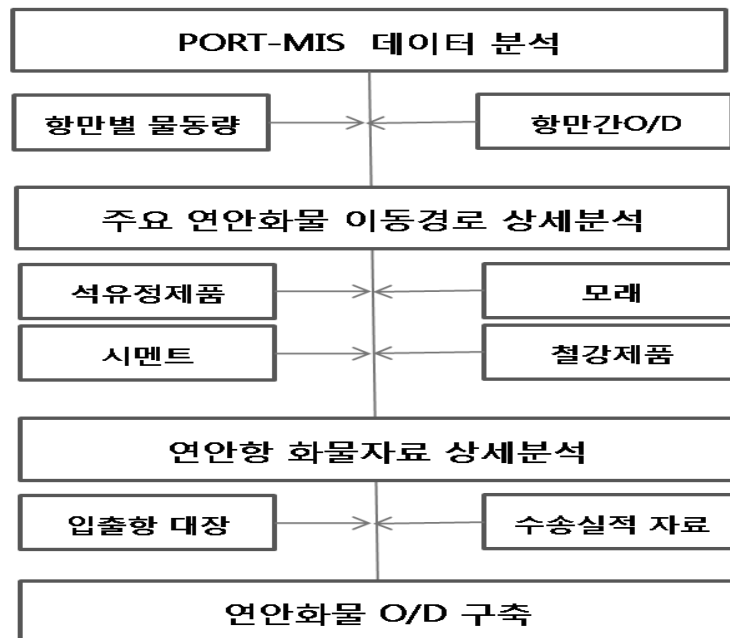 PORT-MIS 데이터 분석
항만별 물동량
항만간O/D
주요 연안화물 이동경로 상세분석
석유정제품
모래
시멘트
철강제품
연안항 화물자료 상세분석
입출항 대장
수송실적 자료
연안화물 O/D 구축